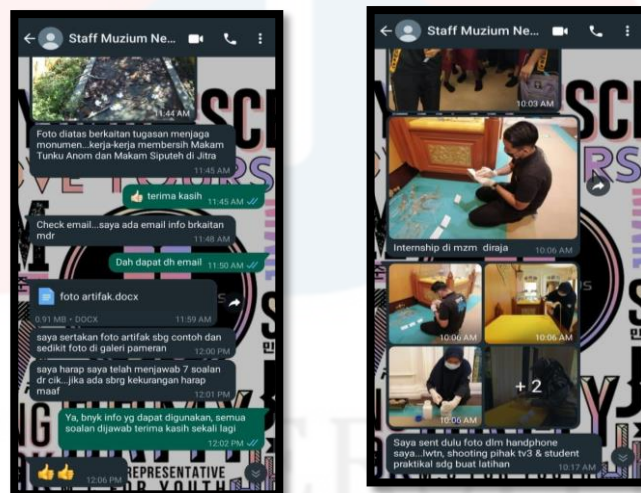 Staff Muzium Ne...
11:44 AM
Foto diatas berkaitan tugasan menjaga
monumen...kerja-kerja membersih Makam
Tunku Anom dan Makam Siputeh di Jitra
11:45 AM
👍 terima kasih 11:45 AM
Check email...saya ada email info brkaitan
mdr
11:48 AM
Dah dapat dh email 11:50 AM
foto artifak.docx
0.91 MB • DOCX 11:59 AM
saya sertakan foto artifak sbg contoh dan
sedikit foto di galeri pameran
12:00 PM
saya harap saya telah menjawab 7 soalan
dr cik...jika ada sbrg kekurangan harap
maaf
12:01 PM
Ya, bnyk info yg dapat digunakan, semua
soalan dijawab terima kasih sekali lagi
12:02 PM
👍👍 12:06 PM
REPRESENTATIVE
Staff Muzium Ne...
10:03 AM
Internship di mzm diraja 10:06 AM
10:06 AM
10:06 AM
10:06 AM
+ 2
Saya sent dulu foto dlm handphone
saya...lwtn, shooting pihak tv3 & student
praktikal sdg buat latihan
10:17 AM